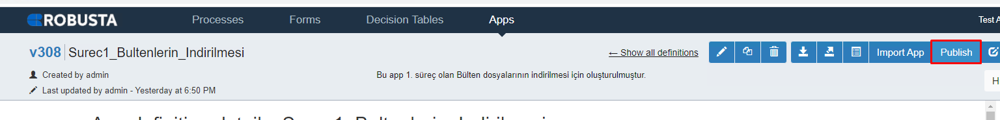 ROBUSTA Processes Forms Decision Tables Apps Test A
v308 Surec1_Bultenlerin_Indirilmesi ← Show all definitions Import App Publish
Created by admin Bu app 1. süreç olan Bülten dosyalarının indirilmesi için oluşturulmuştur.
H
Last updated by admin - Yesterday at 6:50 PM